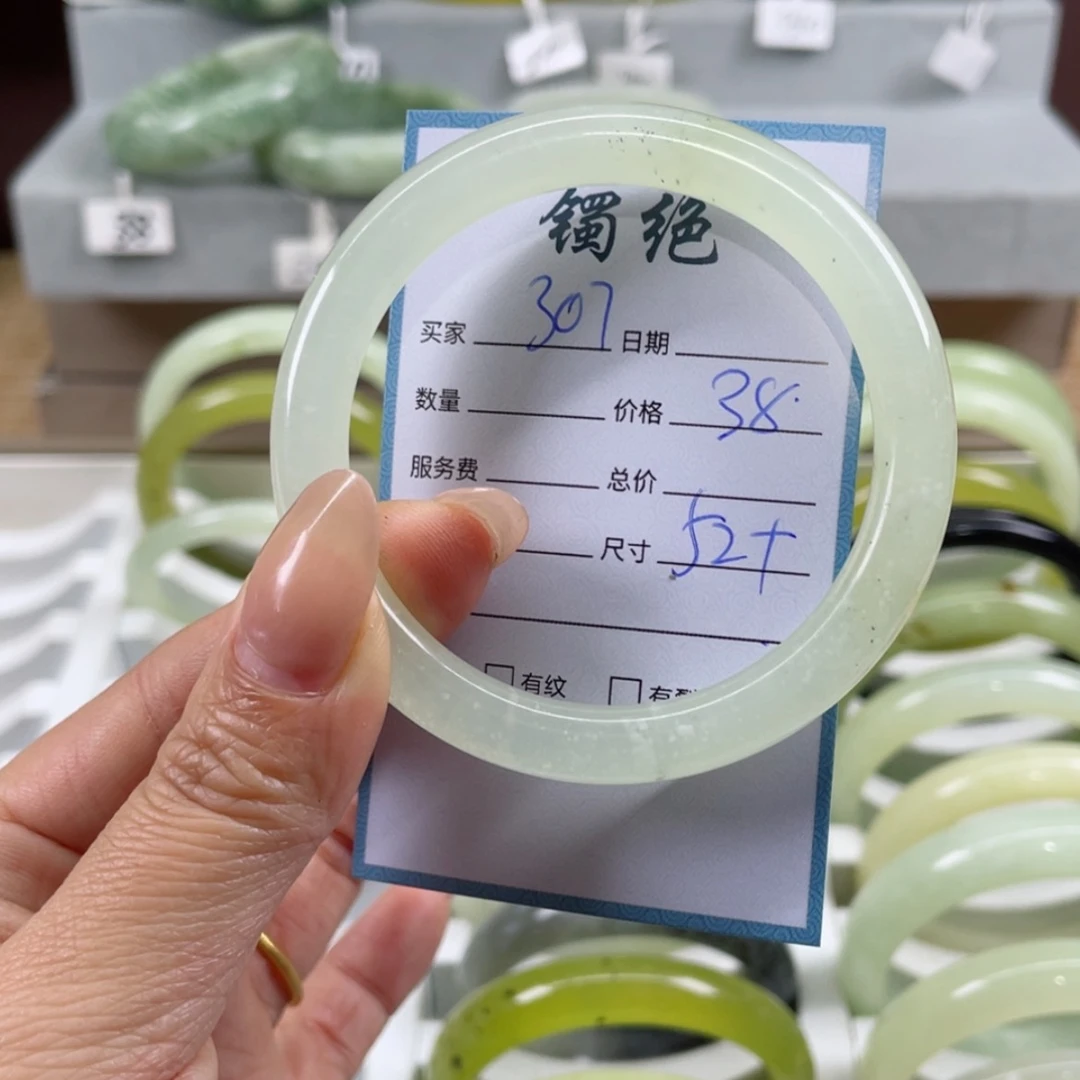 镯绝
买家 307 日期
数量 价格 38
服务费 总价
尺寸 52+
有纹 有